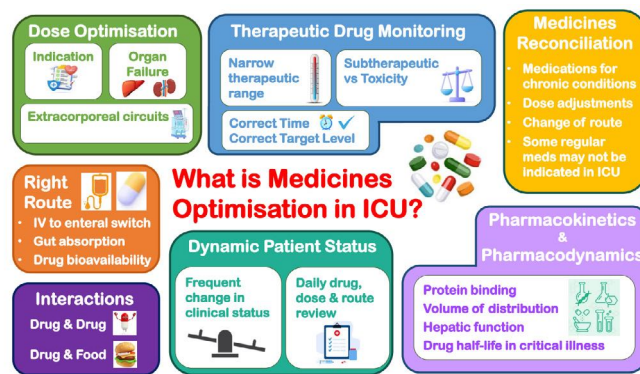 Dose Optimisation
Indication
Organ
Failure
Extracorporeal circuits
Therapeutic Drug Monitoring
Narrow
therapeutic
range
Subtherapeutic
vs Toxicity
Correct Time
Correct Target Level
Medicines
Reconciliation
• Medications for
chronic conditions
• Dose adjustments
• Change of route
• Some regular
meds may not be
indicated in ICU
Right
Route
• IV to enteral switch
• Gut absorption
• Drug bioavailability
What is Medicines
Optimisation in ICU?
Interactions
Drug & Drug
Drug & Food
Dynamic Patient Status
Frequent
change in
clinical status
Daily drug,
dose & route
review
Pharmacokinetics
&
Pharmacodynamics
Protein binding
Volume of distribution
Hepatic function
Drug half-life in critical illness